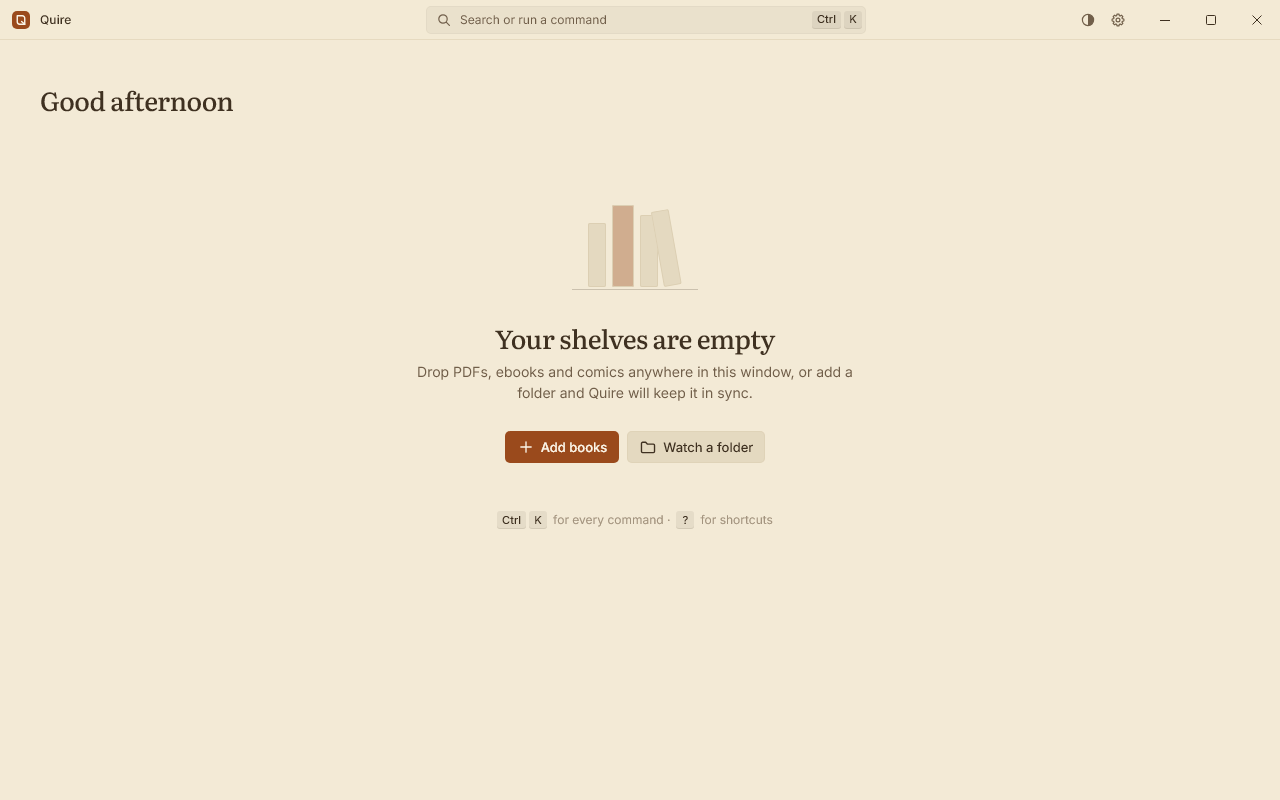 Quire
Search or run a command Ctrl K
Good afternoon
Your shelves are empty
Drop PDFs, ebooks and comics anywhere in this window, or add a
folder and Quire will keep it in sync.
Add books
Watch a folder
Ctrl K for every command · ? for shortcuts